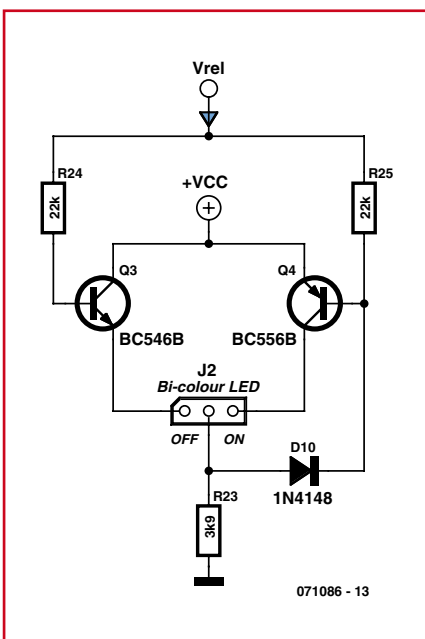 Vrel
R24
R25
22k
+VCC
22k
Q3
Q4
BC546B
BC556B
J2
Bi-colour LED
OFF
ON
D10
1N4148
R23
3k9
071086 - 13